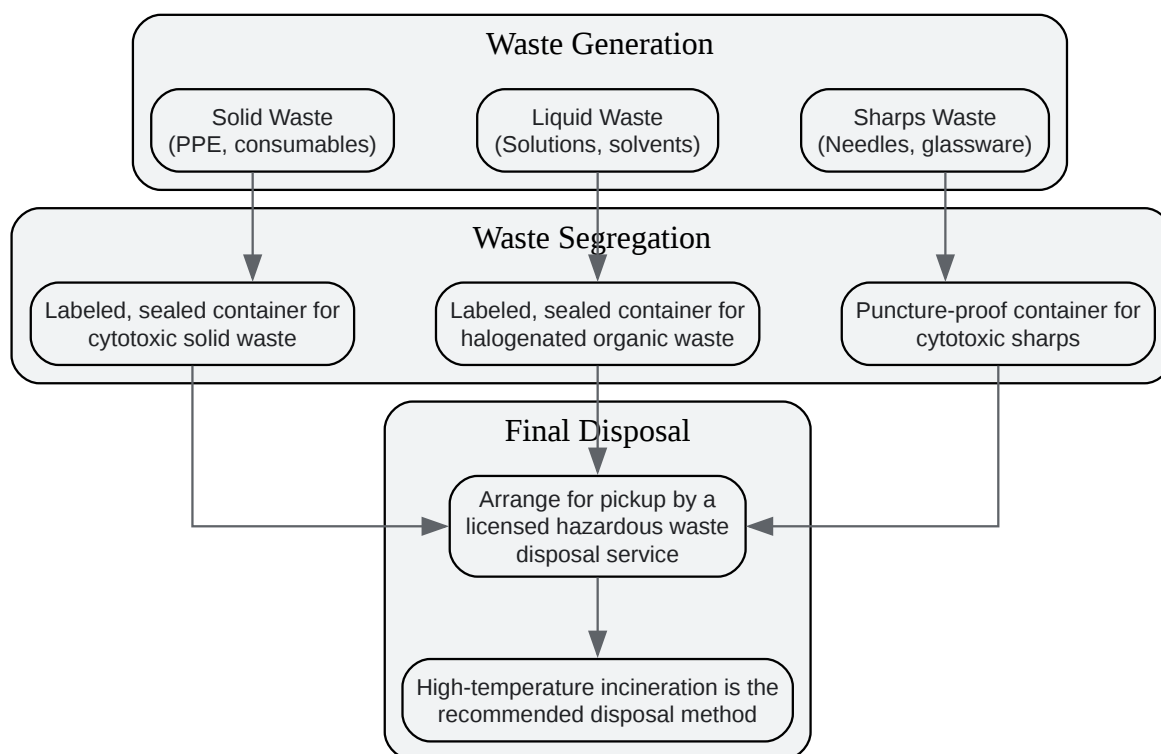 Waste Generation
Solid Waste
(PPE, consumables)
Liquid Waste
(Solutions, solvents)
Sharps Waste
(Needles, glassware)
Waste Segregation
Labeled, sealed container for
cytotoxic solid waste
Labeled, sealed container for
halogenated organic waste
Puncture-proof container for
cytotoxic sharps
Final Disposal
Arrange for pickup by a
licensed hazardous waste
disposal service
High-temperature incineration is the
recommended disposal method